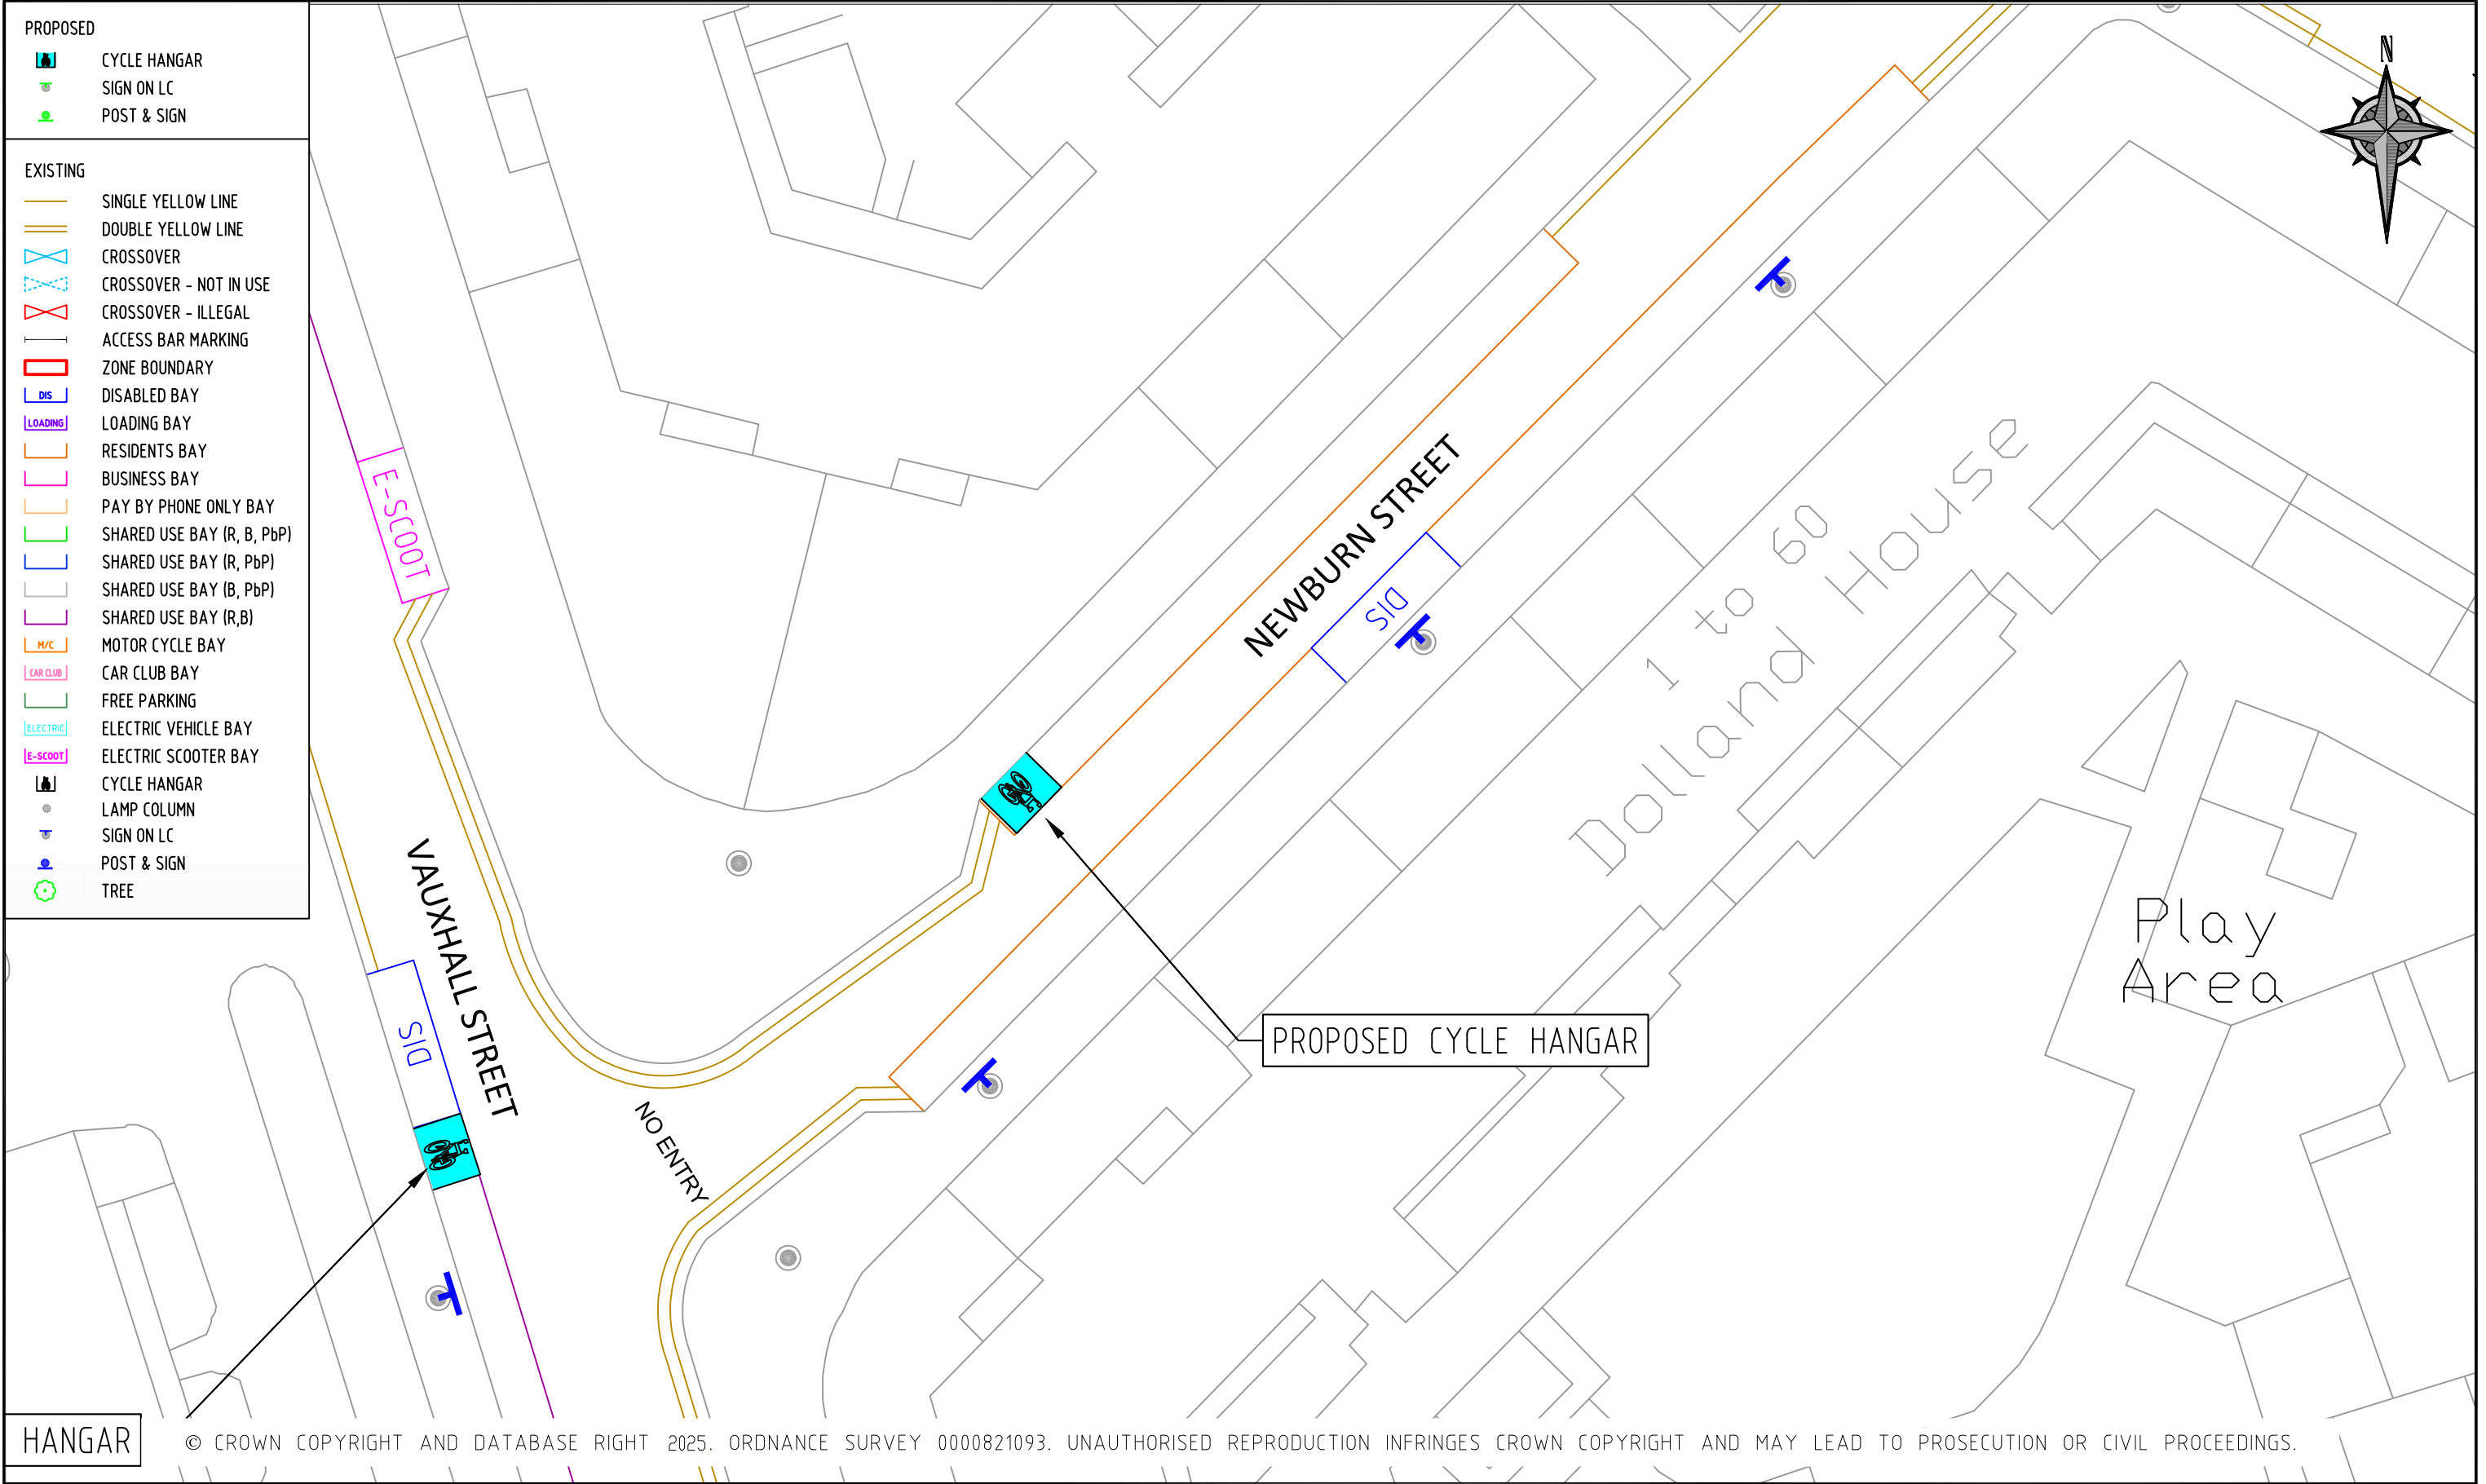 PROPOSED
CYCLE HANGAR
SIGN ON LC
POST & SIGN
EXISTING
SINGLE YELLOW LINE
DOUBLE YELLOW LINE
CROSSOVER
CROSSOVER - NOT IN USE
CROSSOVER - ILLEGAL
ACCESS BAR MARKING
ZONE BOUNDARY
DIS DISABLED BAY
LOADING LOADING BAY
RESIDENTS BAY
BUSINESS BAY
PAY BY PHONE ONLY BAY
SHARED USE BAY (R, B, PbP)
SHARED USE BAY (R, PbP)
SHARED USE BAY (B, PbP)
SHARED USE BAY (R,B)
M/C MOTOR CYCLE BAY
CAR CLUB CAR CLUB BAY
FREE PARKING
ELECTRIC ELECTRIC VEHICLE BAY
E-SCOOT ELECTRIC SCOOTER BAY
CYCLE HANGAR
LAMP COLUMN
SIGN ON LC
POST & SIGN
TREE
N
E-SCOOT
NEWBURN STREET
DIS
1 to 60
Dolland House
VAUXHALL STREET
DIS
NO ENTRY
Play
Area
PROPOSED CYCLE HANGAR
HANGAR
© CROWN COPYRIGHT AND DATABASE RIGHT 2025. ORDNANCE SURVEY 0000821093. UNAUTHORISED REPRODUCTION INFRINGES CROWN COPYRIGHT AND MAY LEAD TO PROSECUTION OR CIVIL PROCEEDINGS.